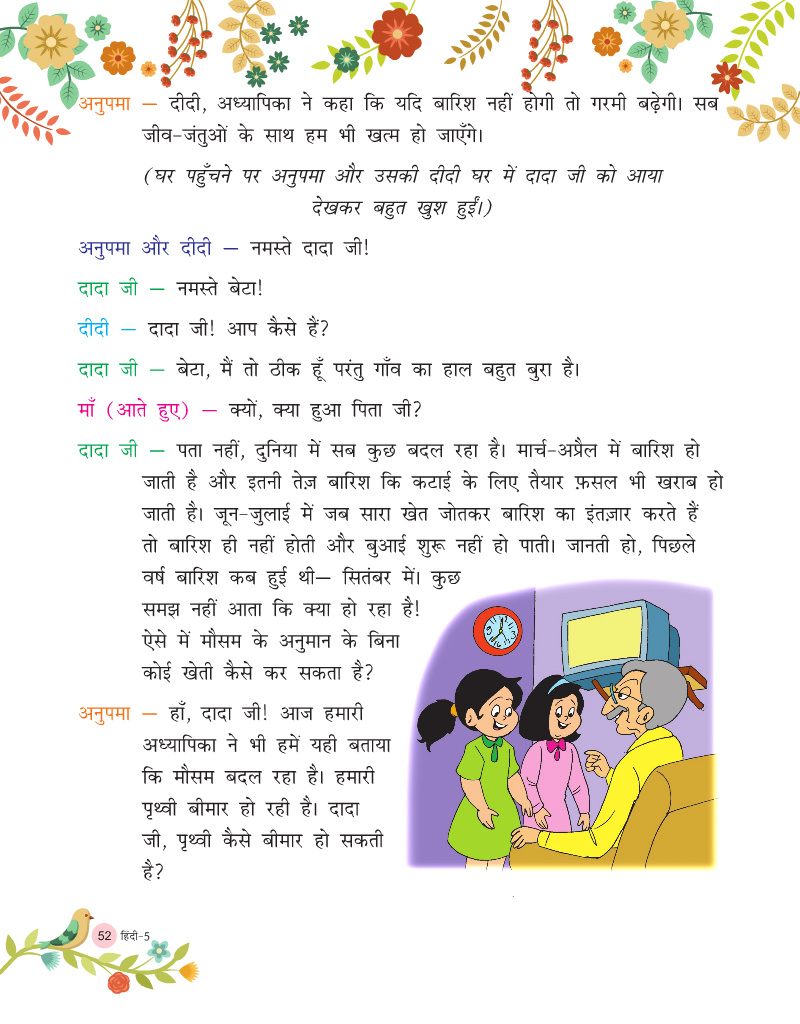 अनुपमा – दीदी, अध्यापिका ने कहा कि यदि बारिश नहीं होगी तो गरमी बढ़ेगी। सब
जीव-जंतुओं के साथ हम भी खत्म हो जाएँगे।
(घर पहुँचने पर अनुपमा और उसकी दीदी घर में दादा जी को आया
देखकर बहुत खुश हुईं।)
अनुपमा और दीदी – नमस्ते दादा जी!
दादा जी – नमस्ते बेटा!
दीदी – दादा जी! आप कैसे हैं?
दादा जी – बेटा, मैं तो ठीक हूँ परंतु गाँव का हाल बहुत बुरा है।
माँ (आते हुए) – क्यों, क्या हुआ पिता जी?
दादा जी – पता नहीं, दुनिया में सब कुछ बदल रहा है। मार्च-अप्रैल में बारिश हो
जाती है और इतनी तेज़ बारिश कि कटाई के लिए तैयार फ़सल भी खराब हो
जाती है। जून-जुलाई में जब सारा खेत जोतकर बारिश का इंतज़ार करते हैं
तो बारिश ही नहीं होती और बुआई शुरू नहीं हो पाती। जानती हो, पिछले
वर्ष बारिश कब हुई थी– सितंबर में। कुछ
समझ नहीं आता कि क्या हो रहा है!
ऐसे में मौसम के अनुमान के बिना
कोई खेती कैसे कर सकता है?
अनुपमा – हाँ, दादा जी! आज हमारी
अध्यापिका ने भी हमें यही बताया
कि मौसम बदल रहा है। हमारी
पृथ्वी बीमार हो रही है। दादा
जी, पृथ्वी कैसे बीमार हो सकती
है?
52 हिंदी-5